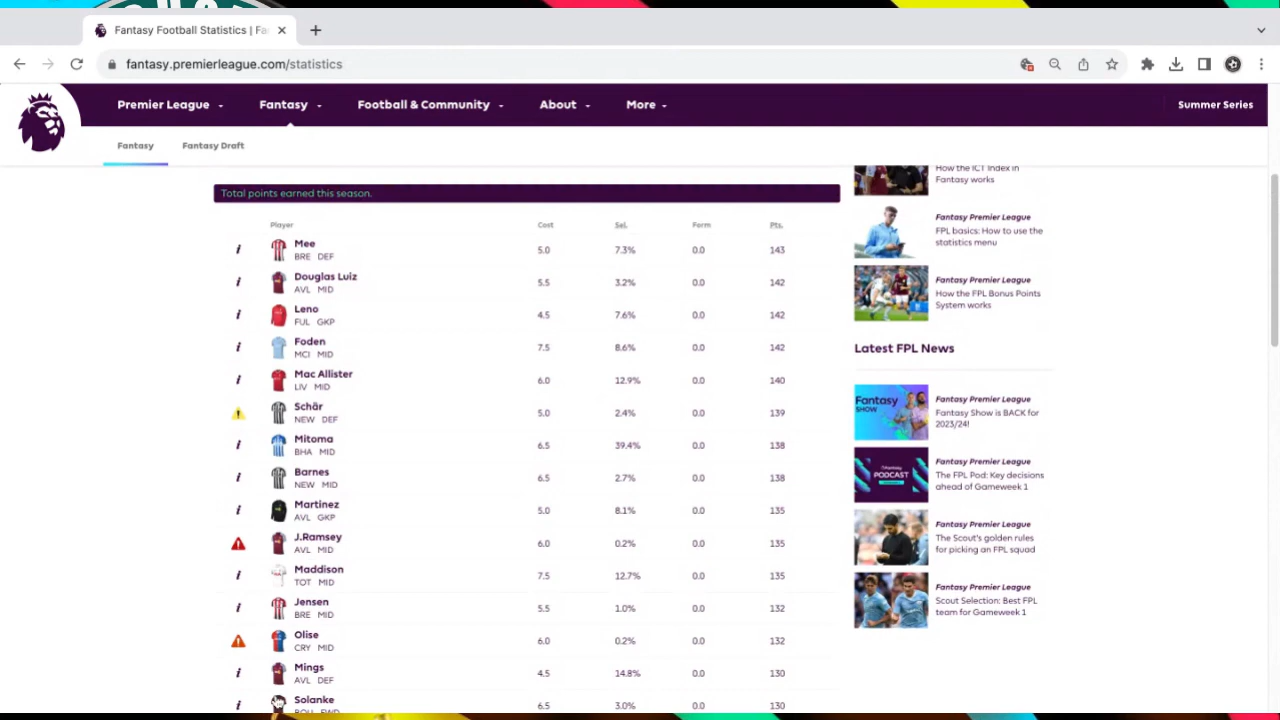 Fantasy Football Statistics | Fa
fantasy.premierleague.com/statistics
Premier League
Fantasy
Football & Community
About
More
Summer Series
Fantasy
Fantasy Draft
Total points earned this season.
Player Cost Sel. Form Pts.
Mee
BRE DEF
5.0 7.3% 0.0 143
Douglas Luiz
AVL MID
5.5 3.2% 0.0 142
Leno
FUL GKP
4.5 7.6% 0.0 142
Foden
MCI MID
7.5 8.6% 0.0 142
Mac Allister
LIV MID
6.0 12.9% 0.0 140
Schär
NEW DEF
5.0 2.4% 0.0 139
Mitoma
BHA MID
6.5 39.4% 0.0 138
Barnes
NEW MID
6.5 2.7% 0.0 138
Martinez
AVL GKP
5.0 8.1% 0.0 135
J.Ramsey
AVL MID
6.0 0.2% 0.0 135
Maddison
TOT MID
7.5 12.7% 0.0 135
Jensen
BRE MID
5.5 1.0% 0.0 132
Olise
CRY MID
6.0 0.2% 0.0 132
Mings
AVL DEF
4.5 14.8% 0.0 130
Solanke
BOU FWD
6.5 3.0% 0.0 130
How the ICT Index in
Fantasy works
Fantasy Premier League
FPL basics: How to use the
statistics menu
Fantasy Premier League
How the FPL Bonus Points
System works
Latest FPL News
Fantasy
SHOW
Fantasy Premier League
Fantasy Show is BACK for
2023/24!
Fantasy
PODCAST
Fantasy Premier League
The FPL Pod: Key decisions
ahead of Gameweek 1
Fantasy Premier League
The Scout's golden rules
for picking an FPL squad
Fantasy Premier League
Scout Selection: Best FPL
team for Gameweek 1